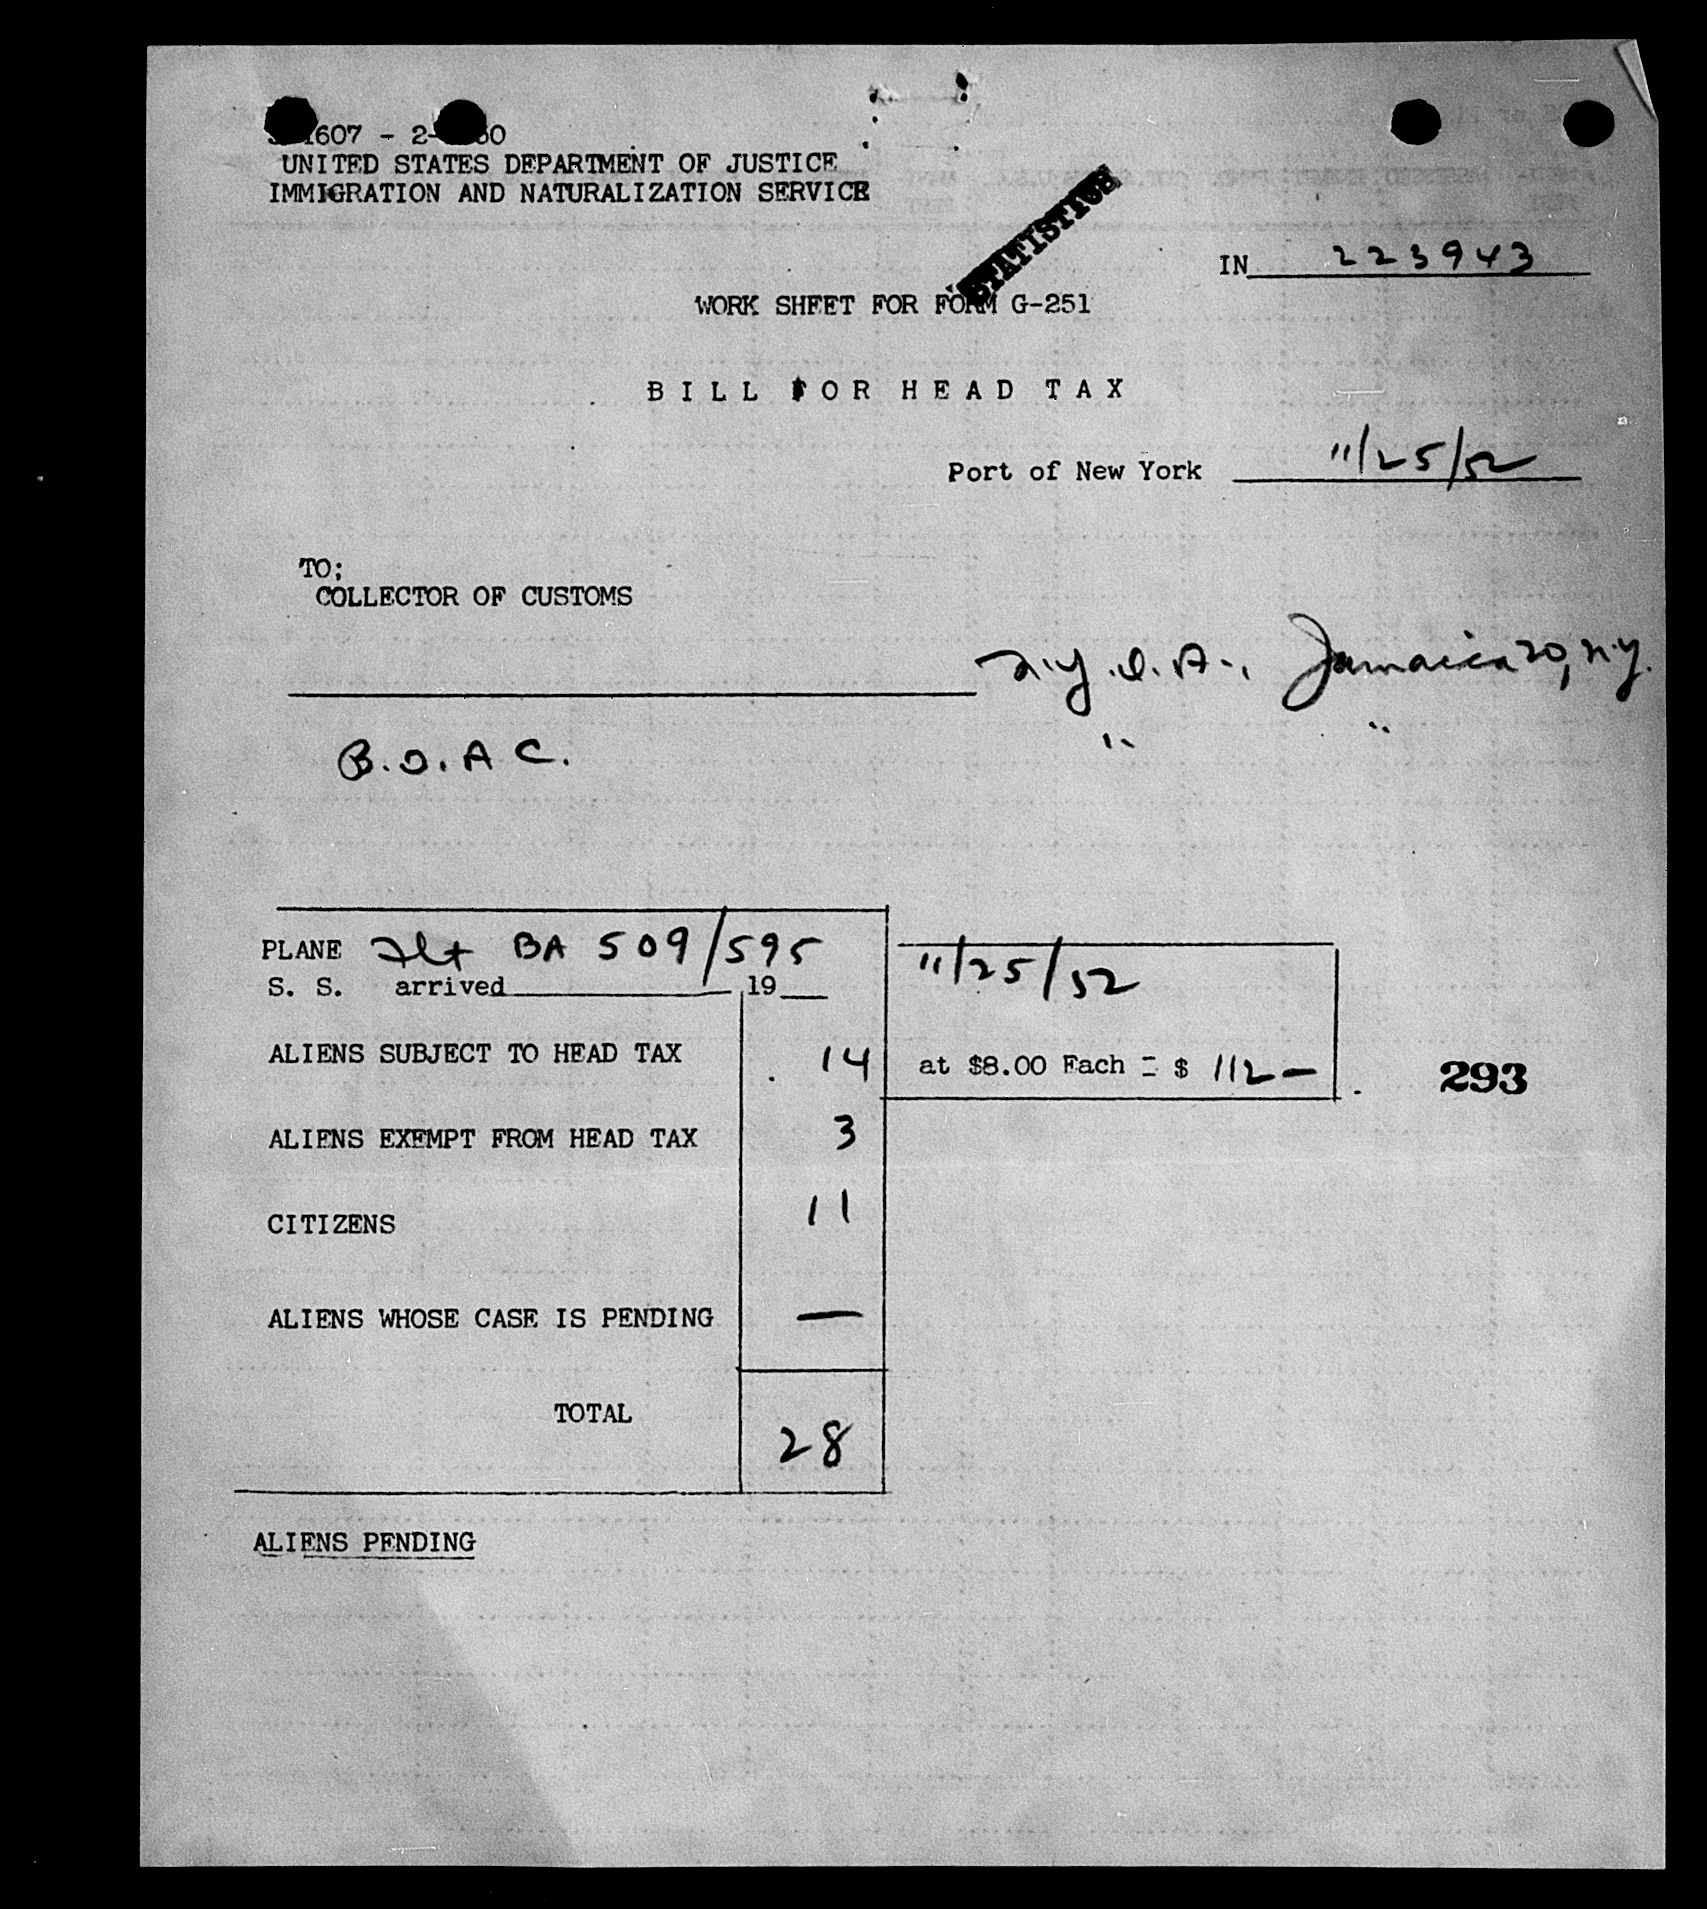 1607 - 2-
UNITED STATES DEPARTMENT OF JUSTICE
IMMIGRATION AND NATURALIZATION SERVICE
STATISTICS
IN 223943
WORK SHEET FOR FORM G-251
BILL FOR HEAD TAX
Port of New York 11/25/52
TO;
COLLECTOR OF CUSTOMS
N.Y.I.A., Jamaica 20, N.Y.
" "
B.O.A C.
PLANE Flt BA 509/595
11/25/52
S. S. arrived 19
ALIENS SUBJECT TO HEAD TAX 14 at $8.00 Each = $ 112 —
293
ALIENS EXEMPT FROM HEAD TAX 3
CITIZENS 11
ALIENS WHOSE CASE IS PENDING —
TOTAL 28
ALIENS PENDING